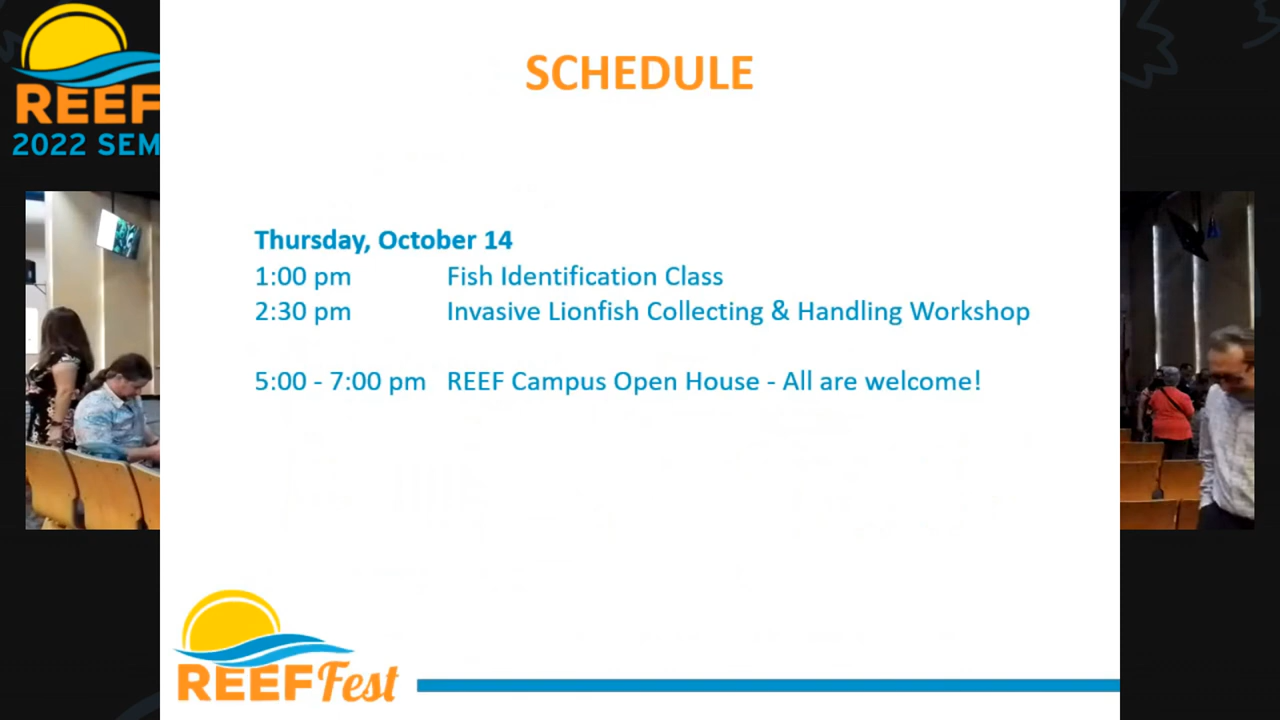 REEF
2022 SEM
SCHEDULE
Thursday, October 14
1:00 pm Fish Identification Class
2:30 pm Invasive Lionfish Collecting & Handling Workshop
5:00 - 7:00 pm REEF Campus Open House - All are welcome!
REEF Fest